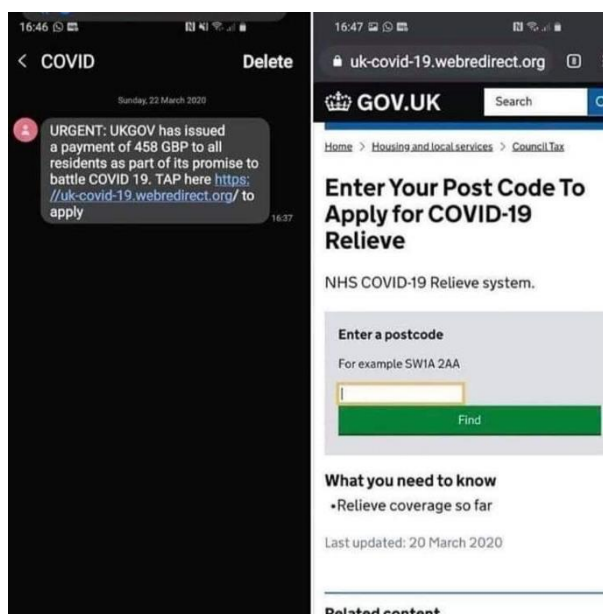 16:46
COVID
Delete
Sunday, 22 March 2020
URGENT: UKGOV has issued
a payment of 458 GBP to all
residents as part of its promise to
battle COVID 19. TAP here https:
//uk-covid-19.webredirect.org/ to
apply
16:37
16:47
uk-covid-19.webredirect.org
GOV.UK
Search
Home > Housing and local services > Council Tax
Enter Your Post Code To
Apply for COVID-19
Relieve
NHS COVID-19 Relieve system.
Enter a postcode
For example SW1A 2AA
Find
What you need to know
•Relieve coverage so far
Last updated: 20 March 2020
Related content